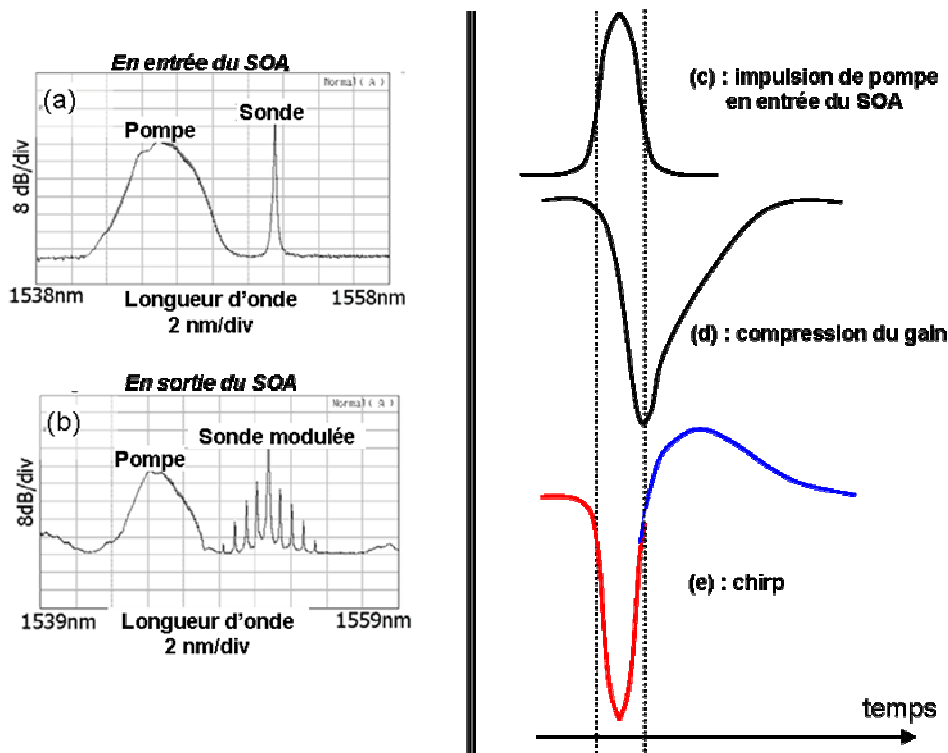 En entrée du SOA
Normal ( A )
(a)
Pompe
Sonde
8 dB/div
1538nm
Longueur d'onde
1558nm
2 nm/div
En sortie du SOA
Normal ( A )
(b)
Sonde modulée
Pompe
8dB/div
1539nm
Longueur d'onde
1559nm
2 nm/div
(c) : impulsion de pompe
en entrée du SOA
(d) : compression du gain
(e) : chirp
temps